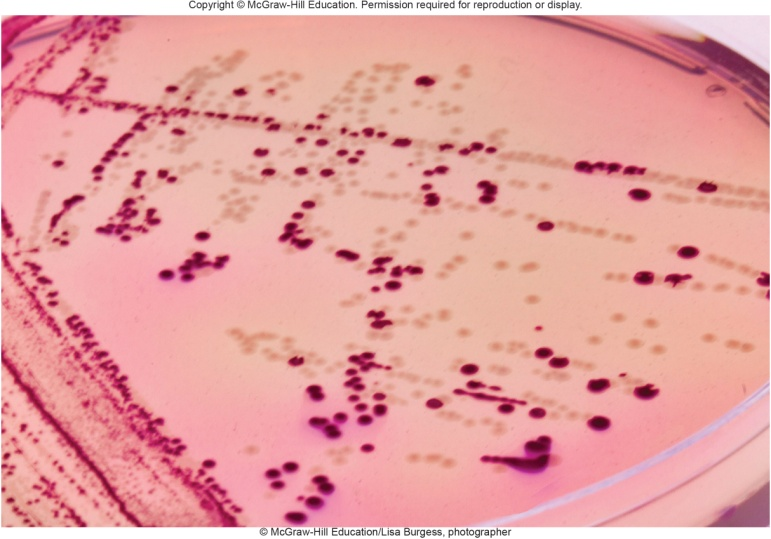 Copyright © McGraw-Hill Education. Permission required for reproduction or display.
© McGraw-Hill Education/Lisa Burgess, photographer